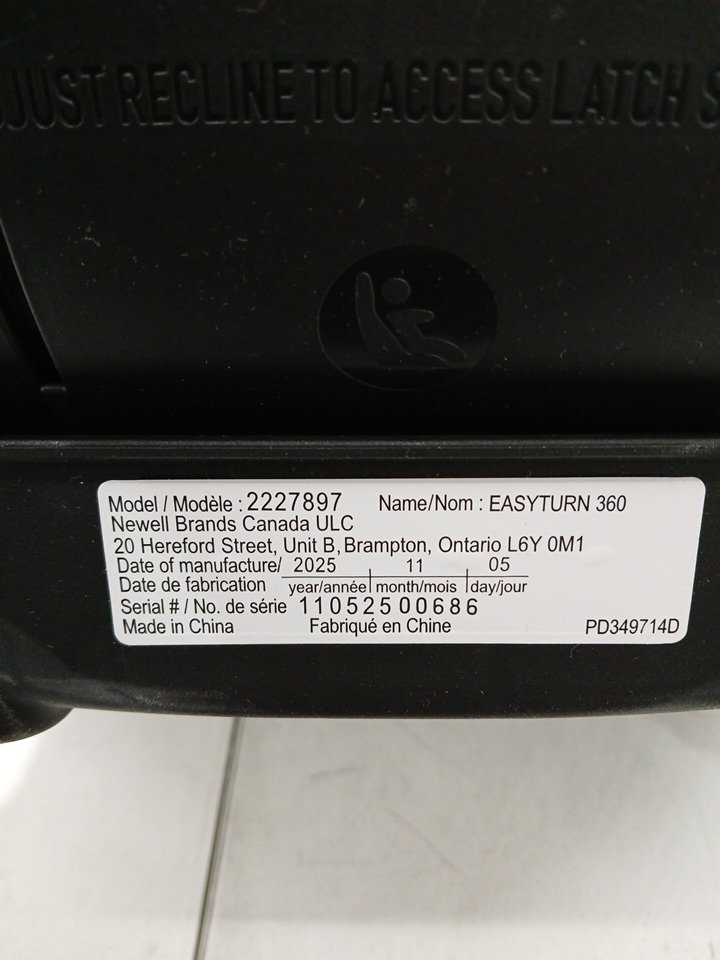 JUST RECLINE TO ACCESS LATCH S
Model / Modèle : 2227897 Name/Nom : EASYTURN 360
Newell Brands Canada ULC
20 Hereford Street, Unit B, Brampton, Ontario L6Y 0M1
Date of manufacture/ 2025 11 05
Date de fabrication year/année month/mois day/jour
Serial # / No. de série 11052500686
Made in China Fabriqué en Chine PD349714D